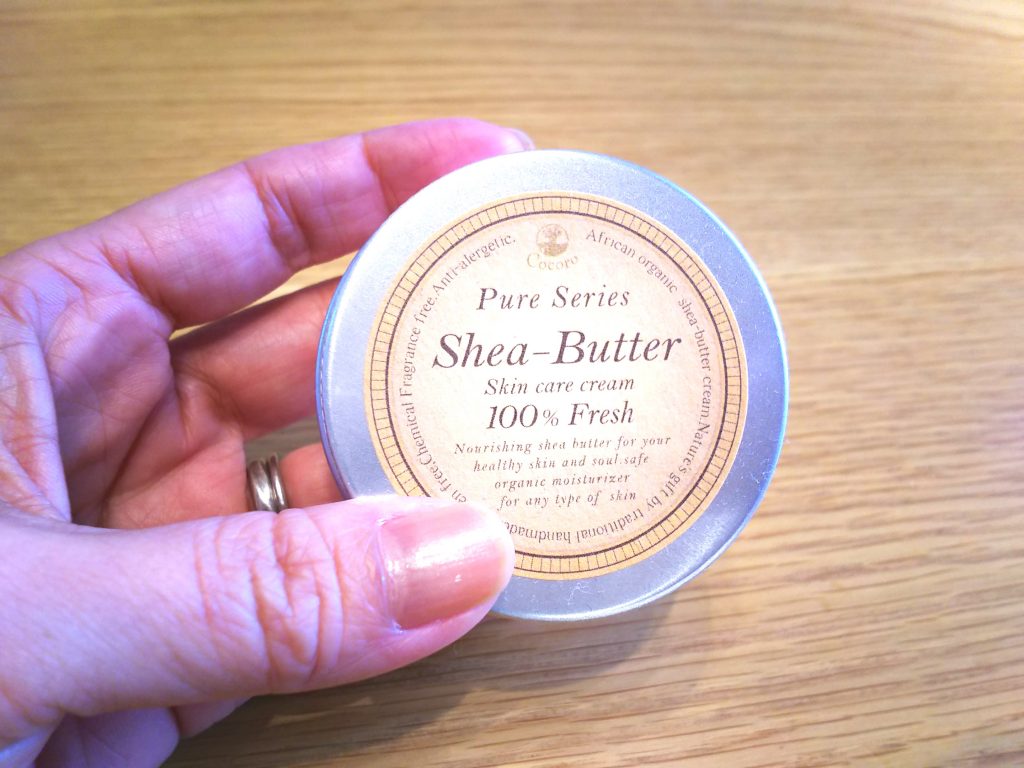 Cocoro
Pure Series
Shea-Butter
Skin care cream
100% Fresh
Nourishing shea butter for your
healthy skin and soul.safe
organic moisturizer
for any type of skin
African organic shea-butter cream.Nature's gift by traditional handmade
free.Chemical Fragrance free.Anti-alergetic.